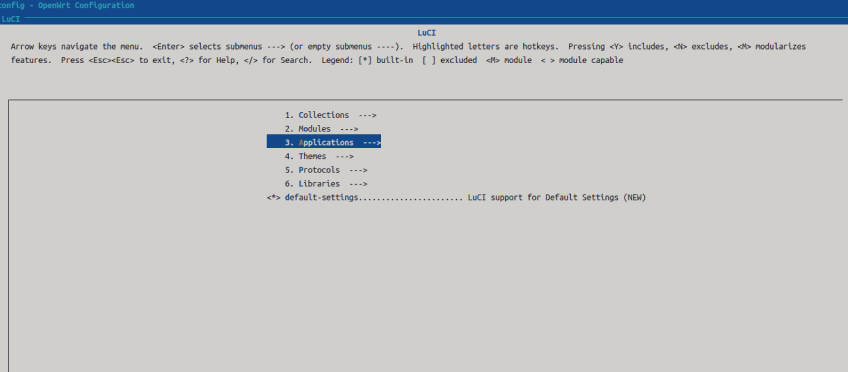 config - OpenWrt Configuration
LuCI
LuCI
Arrow keys navigate the menu.  <Enter> selects submenus ---> (or empty submenus ----).  Highlighted letters are hotkeys.  Pressing <Y> includes, <N> excludes, <M> modularizes
features.  Press <Esc><Esc> to exit, <?> for Help, </> for Search.  Legend: [*] built-in  [ ] excluded  <M> module  < > module capable
1. Collections  --->
2. Modules  --->
3. Applications  --->
4. Themes  --->
5. Protocols  --->
6. Libraries  --->
<*> default-settings....................... LuCI support for Default Settings (NEW)